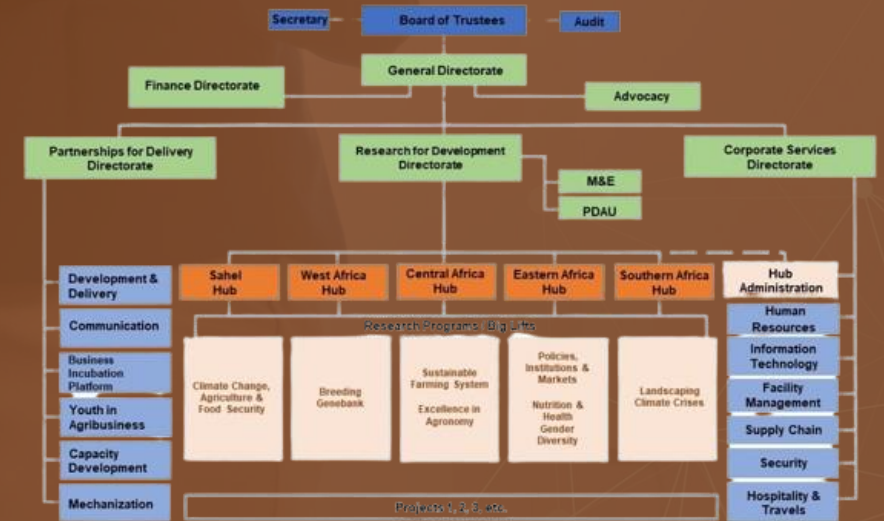 Secretary
Board of Trustees
Audit
General Directorate
Finance Directorate
Advocacy
Partnerships for Delivery
Directorate
Research for Development
Directorate
Corporate Services
Directorate
M&E
PDAU
Development &
Delivery
Communication
Business
Incubation
Platform
Youth in
Agribusiness
Capacity
Development
Mechanization
Sahel
Hub
West Africa
Hub
Central Africa
Hub
Eastern Africa
Hub
Southern Africa
Hub
Hub
Administration
Research Programs / Big Lifts
Climate Change,
Agriculture &
Food Security
Breeding
Genebank
Sustainable
Farming System
Excellence in
Agronomy
Policies,
Institutions &
Markets
Nutrition &
Health
Gender
Diversity
Landscaping
Climate Crises
Human
Resources
Information
Technology
Facility
Management
Supply Chain
Security
Hospitality &
Travels
Projects 1, 2, 3, etc.